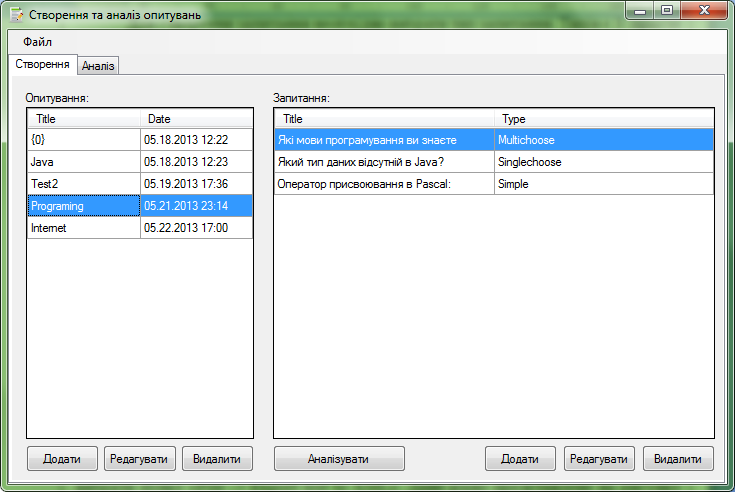 Створення та аналіз опитувань
Файл
Створення Аналіз
Опитування: Запитання:
Title Date Title Type
{0} 05.18.2013 12:22 Які мови програмування ви знаєте Multichoose
Java 05.18.2013 12:23 Який тип даних відсутній в Java? Singlechoose
Test2 05.19.2013 17:36 Оператор присвоювання в Pascal: Simple
Programing 05.21.2013 23:14
Internet 05.22.2013 17:00
Додати Редагувати Видалити Аналізувати Додати Редагувати Видалити